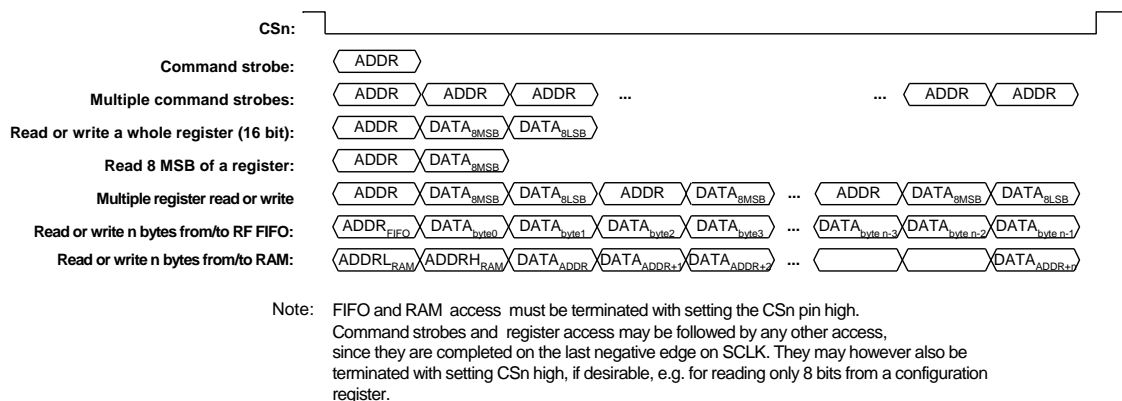 CSn:
Command strobe: ADDR
Multiple command strobes: ADDR ADDR ADDR ... ... ADDR ADDR
Read or write a whole register (16 bit): ADDR DATA8MSB DATA8LSB
Read 8 MSB of a register: ADDR DATA8MSB
Multiple register read or write ADDR DATA8MSB DATA8LSB ADDR DATA8MSB ... ADDR DATA8MSB DATA8LSB
Read or write n bytes from/to RF FIFO: ADDRFIFO DATAbyte0 DATAbyte1 DATAbyte2 DATAbyte3 ... DATAbyte n-3 DATAbyte n-2 DATAbyte n-1
Read or write n bytes from/to RAM: ADDRLRAM ADDRHRAM DATAADDR DATAADDR+1 DATAADDR+2 ... DATAADDR+n
Note: FIFO and RAM access must be terminated with setting the CSn pin high.
Command strobes and register access may be followed by any other access,
since they are completed on the last negative edge on SCLK. They may however also be
terminated with setting CSn high, if desirable, e.g. for reading only 8 bits from a configuration
register.